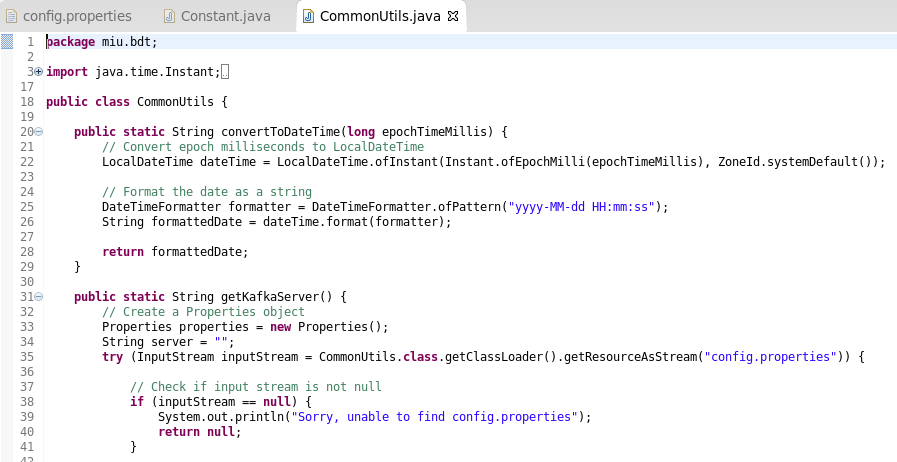 config.properties Constant.java CommonUtils.java
1 package miu.bdt;
2
3 import java.time.Instant;
17
18 public class CommonUtils {
19
20     public static String convertToDateTime(long epochTimeMillis) {
21         // Convert epoch milliseconds to LocalDateTime
22         LocalDateTime dateTime = LocalDateTime.ofInstant(Instant.ofEpochMilli(epochTimeMillis), ZoneId.systemDefault());
23
24         // Format the date as a string
25         DateTimeFormatter formatter = DateTimeFormatter.ofPattern("yyyy-MM-dd HH:mm:ss");
26         String formattedDate = dateTime.format(formatter);
27
28         return formattedDate;
29     }
30
31     public static String getKafkaServer() {
32         // Create a Properties object
33         Properties properties = new Properties();
34         String server = "";
35         try (InputStream inputStream = CommonUtils.class.getClassLoader().getResourceAsStream("config.properties")) {
36
37             // Check if input stream is not null
38             if (inputStream == null) {
39                 System.out.println("Sorry, unable to find config.properties");
40                 return null;
41             }